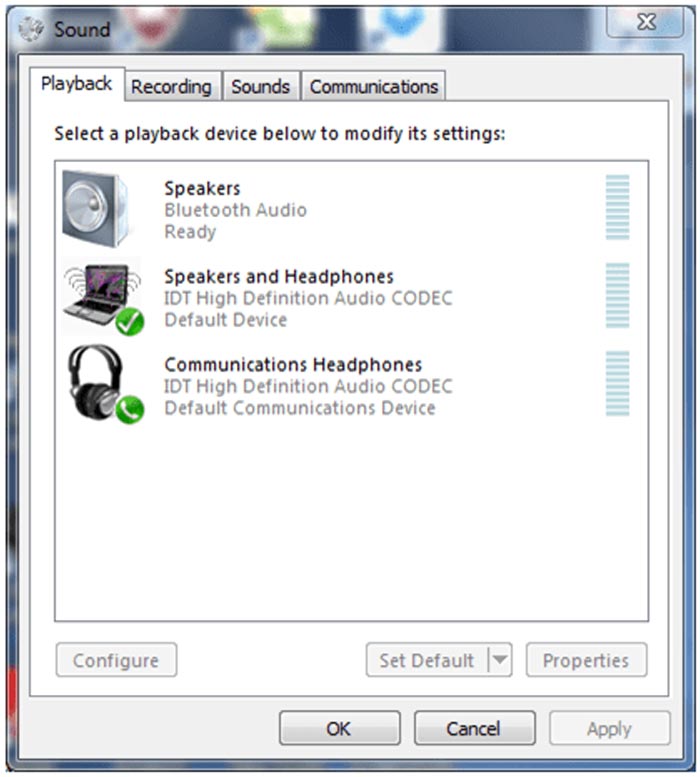 Sound
Playback
Recording
Sounds
Communications
Select a playback device below to modify its settings:
Speakers
Bluetooth Audio
Ready
Speakers and Headphones
IDT High Definition Audio CODEC
Default Device
Communications Headphones
IDT High Definition Audio CODEC
Default Communications Device
Configure
Set Default
Properties
OK
Cancel
Apply